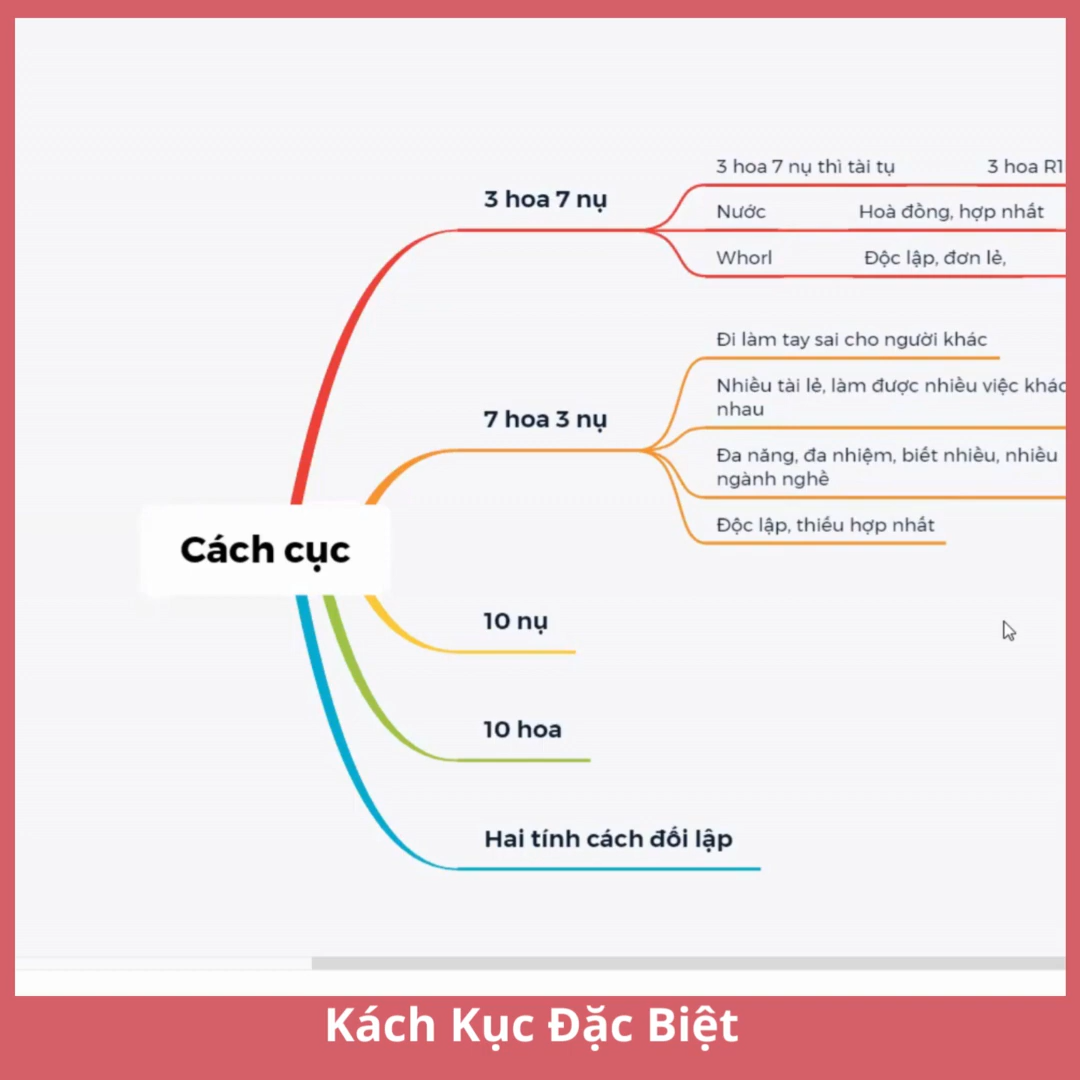 3 hoa 7 nụ thì tài tụ 3 hoa R1
3 hoa 7 nụ
Nước Hoà đồng, hợp nhất
Whorl Độc lập, đơn lẻ,
Đi làm tay sai cho người khác
Nhiều tài lẻ, làm được nhiều việc khác
nhau
7 hoa 3 nụ
Đa năng, đa nhiệm, biết nhiều, nhiều
ngành nghề
Độc lập, thiếu hợp nhất
Cách cục
10 nụ
10 hoa
Hai tính cách đối lập
Kách Kục Đặc Biệt